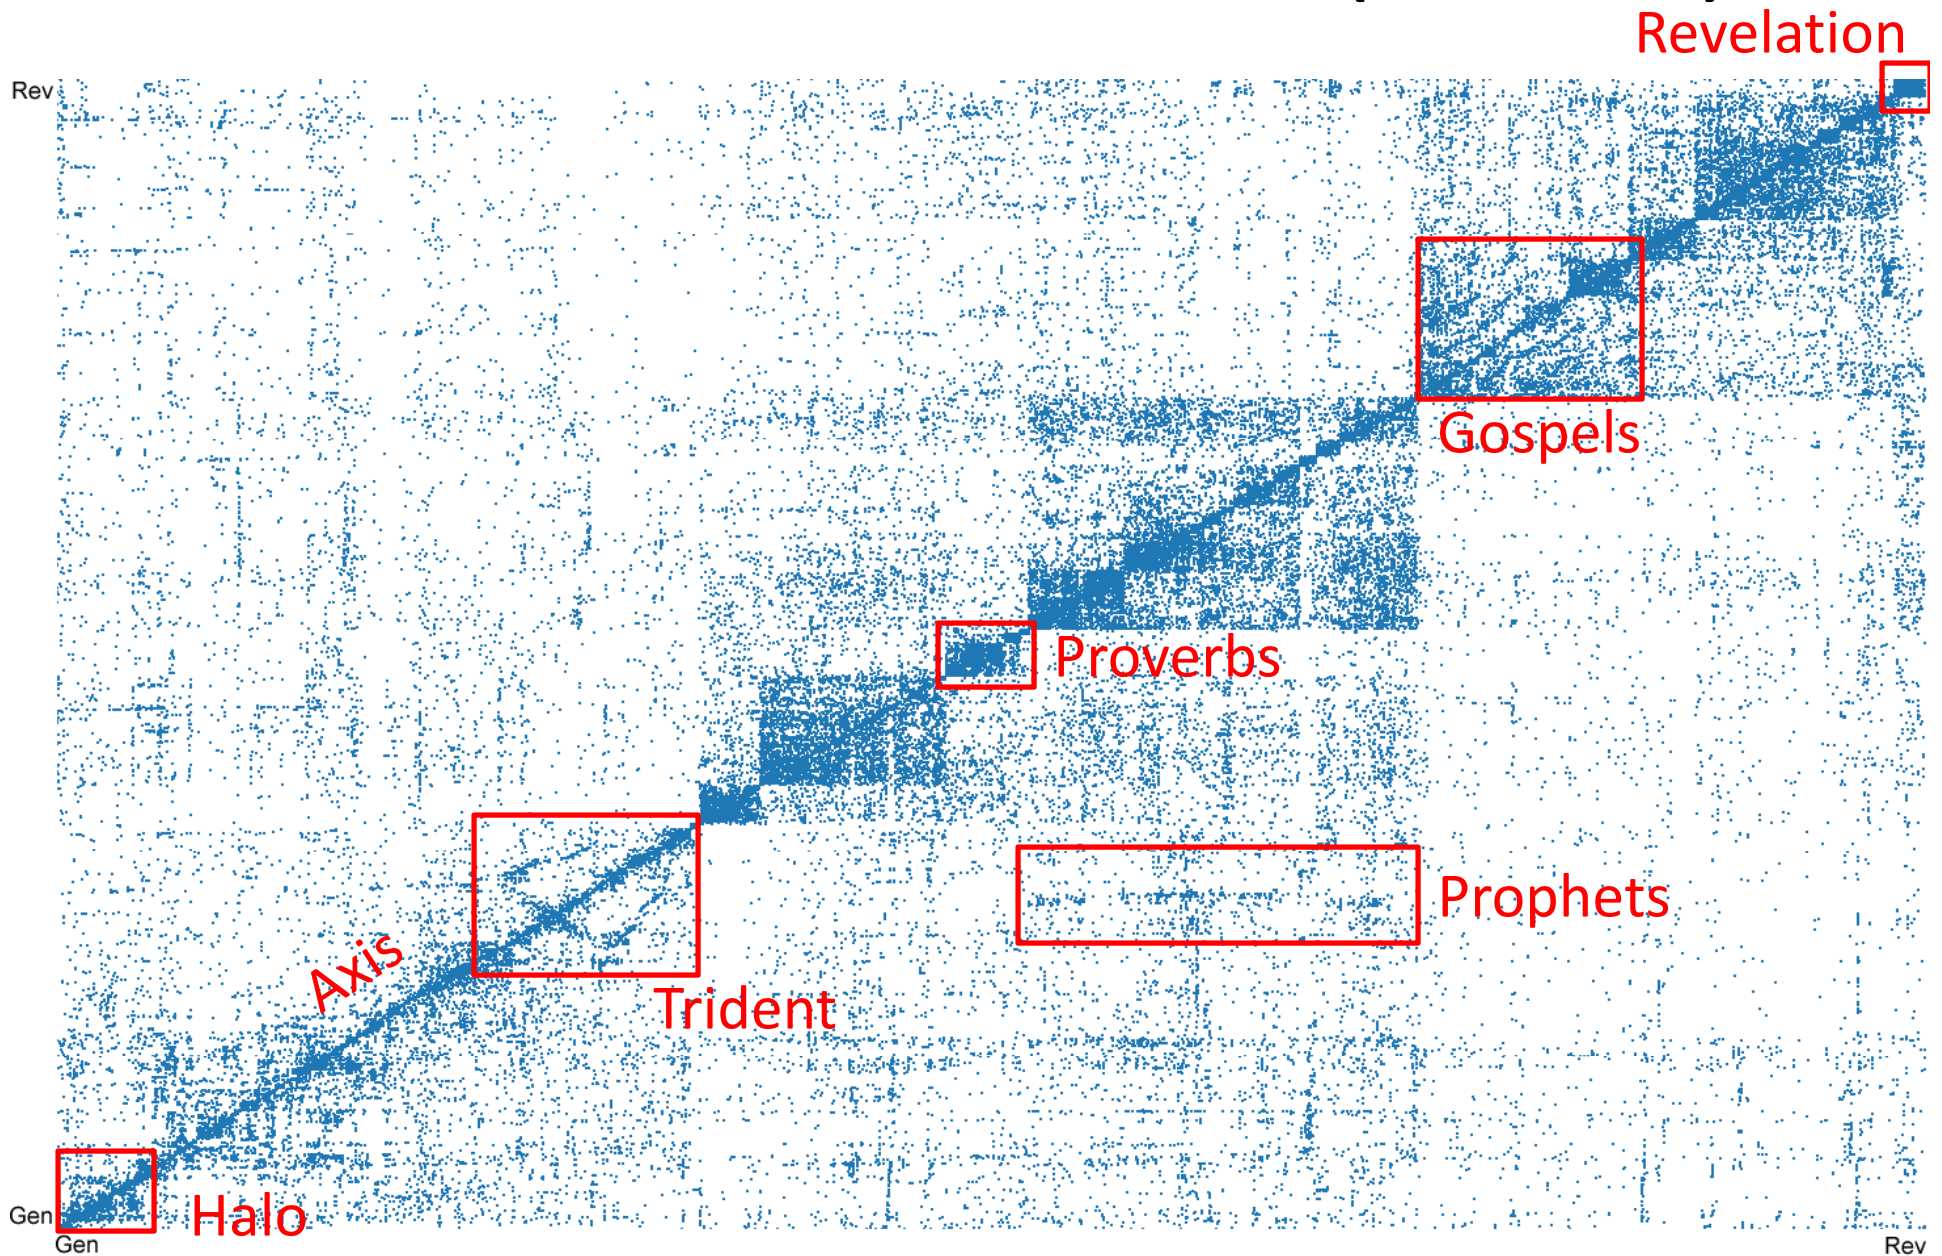 Revelation
Rev
Gospels
Proverbs
Prophets
Axis
Trident
Halo
Gen
Gen
Rev